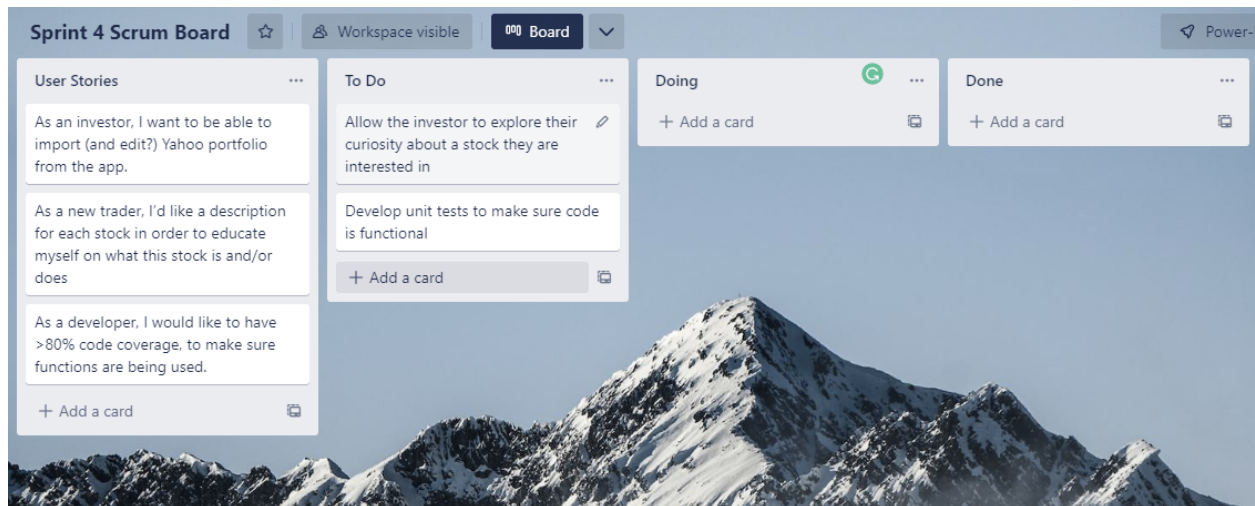 Sprint 4 Scrum Board
Workspace visible
Board
Power-
User Stories
As an investor, I want to be able to
import (and edit?) Yahoo portfolio
from the app.
As a new trader, I'd like a description
for each stock in order to educate
myself on what this stock is and/or
does
As a developer, I would like to have
>80% code coverage, to make sure
functions are being used.
+ Add a card
To Do
Allow the investor to explore their
curiosity about a stock they are
interested in
Develop unit tests to make sure code
is functional
+ Add a card
Doing
+ Add a card
Done
+ Add a card